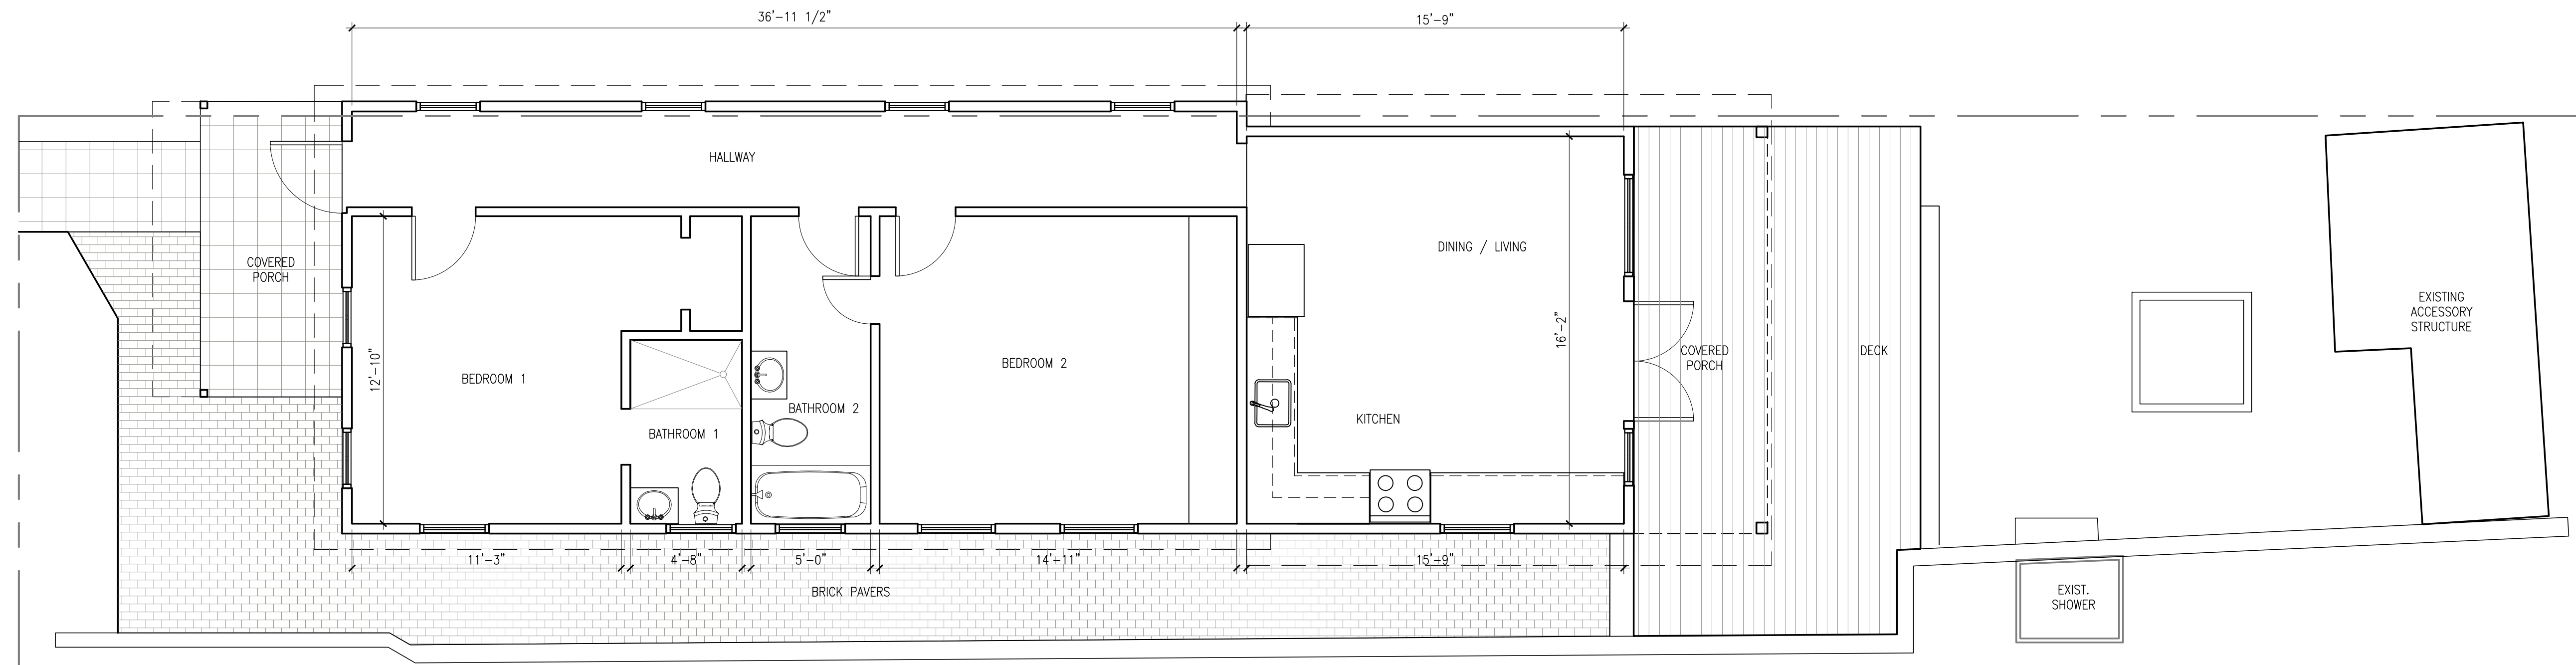 36'-11 1/2"
15'-9"
HALLWAY
COVERED
PORCH
DINING / LIVING
12'-10"
16'-2"
BEDROOM 1
BEDROOM 2
BATHROOM 2
BATHROOM 1
KITCHEN
COVERED
PORCH
DECK
EXISTING
ACCESSORY
STRUCTURE
11'-3"
4'-8"
5'-0"
14'-11"
15'-9"
BRICK PAVERS
EXIST.
SHOWER